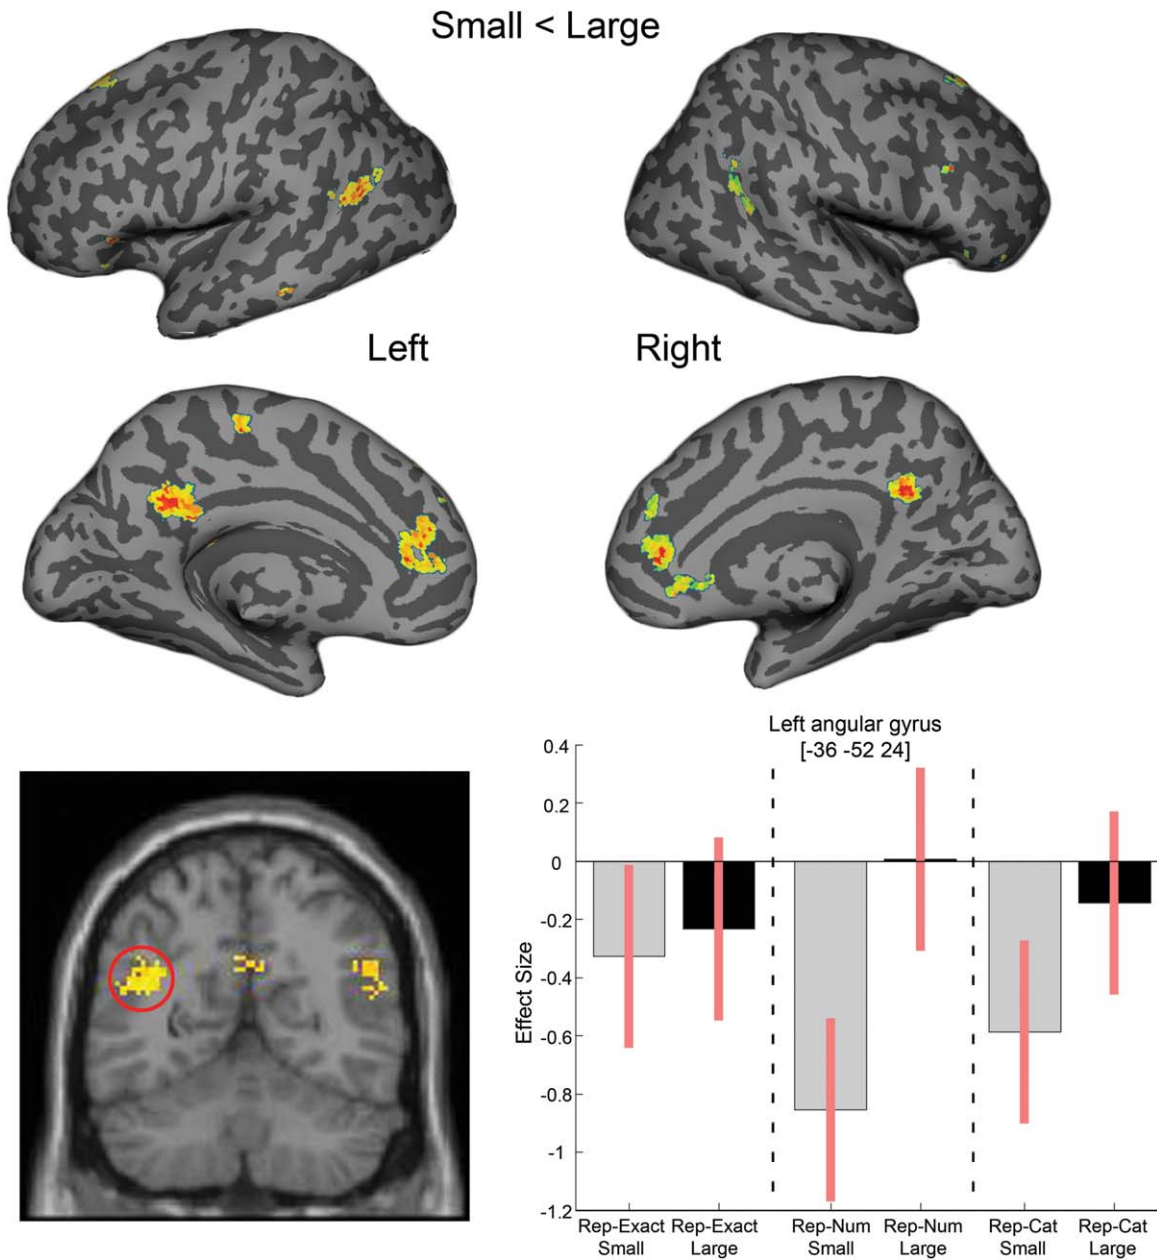 Small < Large
Left
Right
Left angular gyrus
[-36 -52 24]
Effect Size
0.4
0.2
0
-0.2
-0.4
-0.6
-0.8
-1
-1.2
Rep-Exact Small
Rep-Exact Large
Rep-Num Small
Rep-Num Large
Rep-Cat Small
Rep-Cat Large